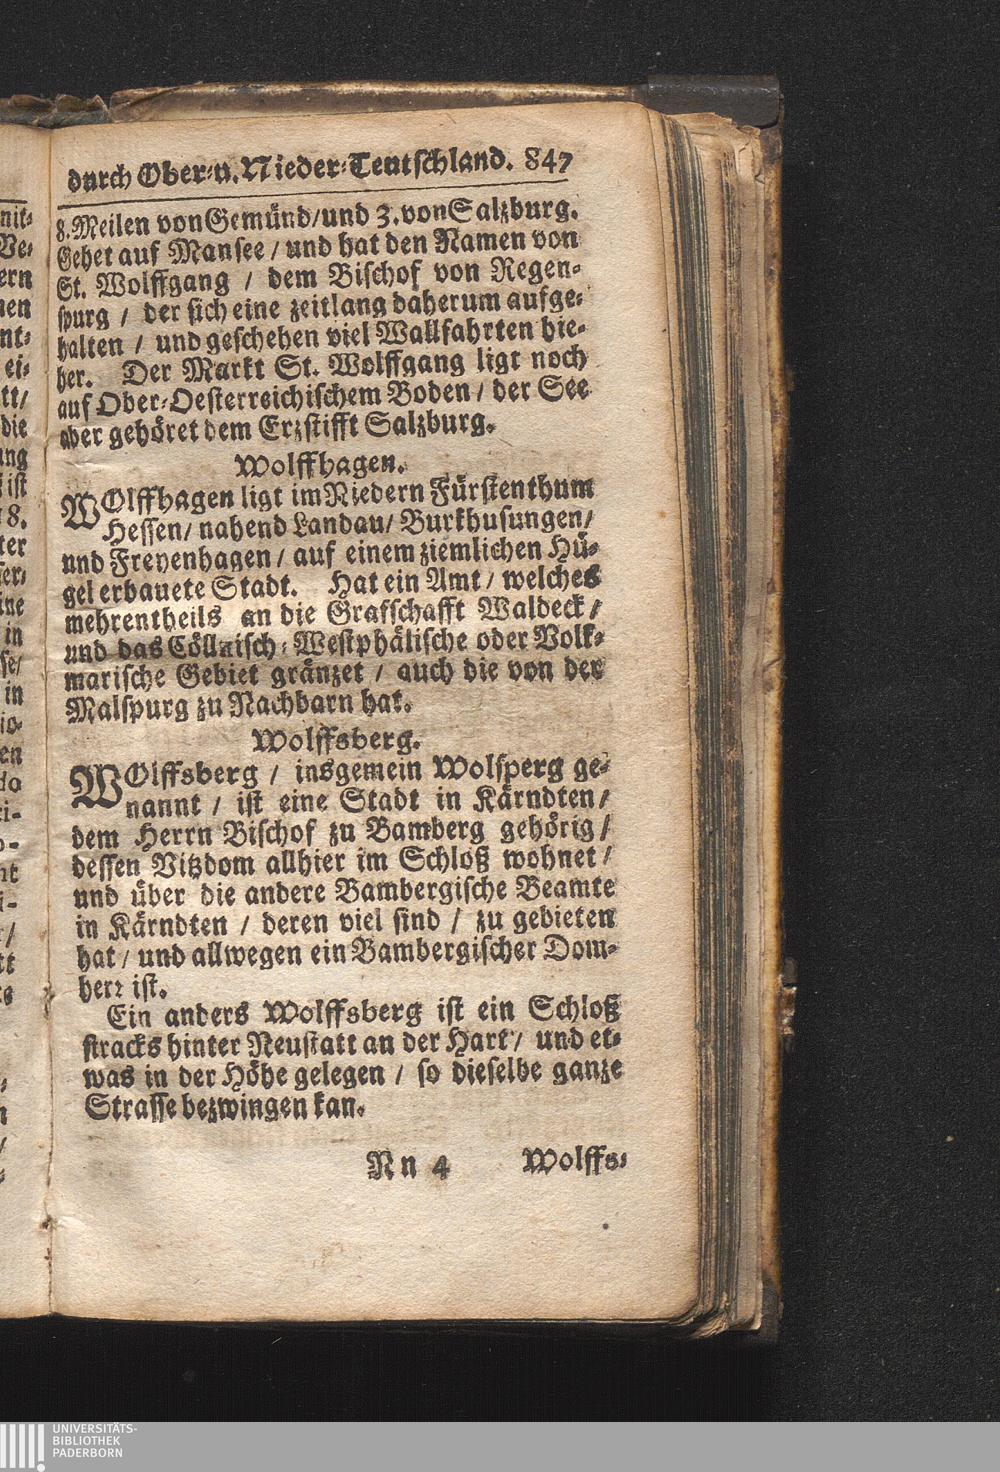 durch Ober-u. Nieder-Teutschland. 847
8. Meilen von Gemünd/und 3. von Salzburg.
Gehet auf Mansee / und hat den Namen von
St. Wolffgang / dem Bischof von Regen-
spurg / der sich eine zeitlang daherum aufge-
halten / und geschehen viel Wallfahrten hie-
her. Der Markt St. Wolffgang ligt noch
auf Ober-Oesterreichischem Boden / der See
aber gehöret dem Erzstifft Salzburg.
Wolffhagen.
WOlffhagen ligt im Niedern Fürstenthum
Hessen/ nahend Landau/ Burkhusungen/
und Freyenhagen / auf einem ziemlichen Hü-
gel erbauete Stadt. Hat ein Amt / welches
mehrentheils an die Grafschafft Waldeck /
und das Cöllnisch-Westphälische oder Volk-
marische Gebiet gränzet / auch die von der
Malspurg zu Nachbarn hat.
Wolffsberg.
WOlffsberg / insgemein Wolsperg ge-
nannt / ist eine Stadt in Kärndten /
dem Herrn Bischof zu Bamberg gehörig /
dessen Vitzdom allhier im Schloß wohnet /
und über die andere Bambergische Beamte
in Kärndten / deren viel sind / zu gebieten
hat / und allwegen ein Bambergischer Dom-
herr ist.
Ein anders Wolffsberg ist ein Schloß
stracks hinter Neustatt an der Hart / und et-
was in der Höhe gelegen / so dieselbe ganze
Strasse bezwingen kan.
Nn 4 Wolffs-
UNIVERSITÄTS-
BIBLIOTHEK
PADERBORN